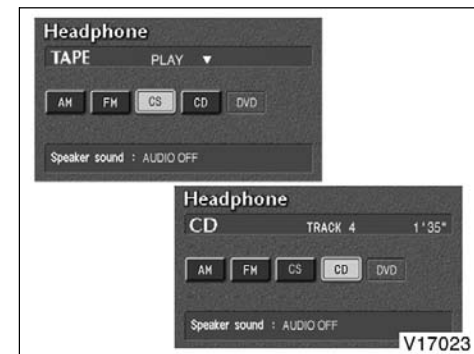 Headphone
TAPE PLAY ▼
AM FM CS CD DVD
Speaker sound : AUDIO OFF
Headphone
CD TRACK 4 1'35"
AM FM CS CD DVD
Speaker sound : AUDIO OFF
V17023